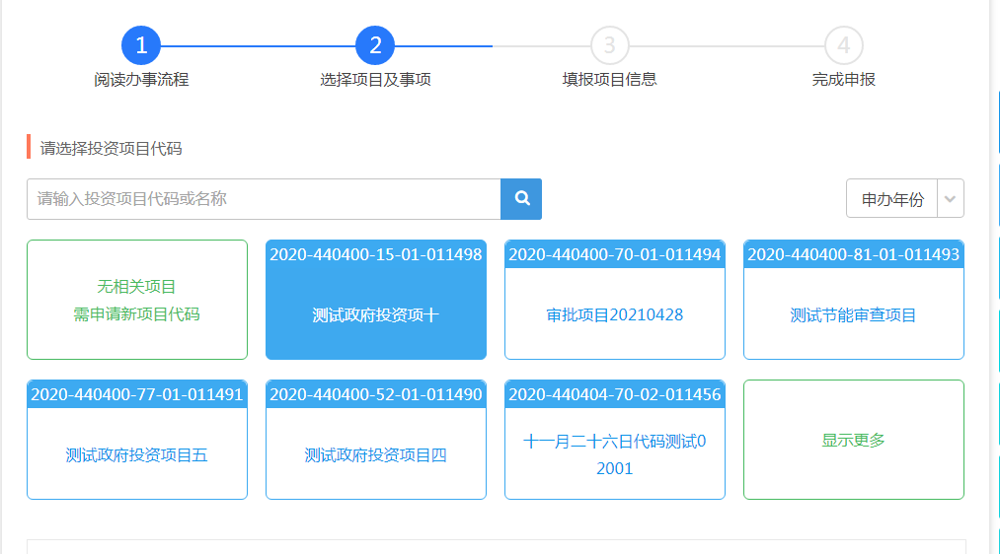 1
2
3
4
阅读办事流程
选择项目及事项
填报项目信息
完成申报
请选择投资项目代码
请输入投资项目代码或名称
申办年份
无相关项目
需申请新项目代码
2020-440400-15-01-011498
测试政府投资项十
2020-440400-70-01-011494
审批项目20210428
2020-440400-81-01-011493
测试节能审查项目
2020-440400-77-01-011491
测试政府投资项目五
2020-440400-52-01-011490
测试政府投资项目四
2020-440404-70-02-011456
十一月二十六日代码测试0
2001
显示更多